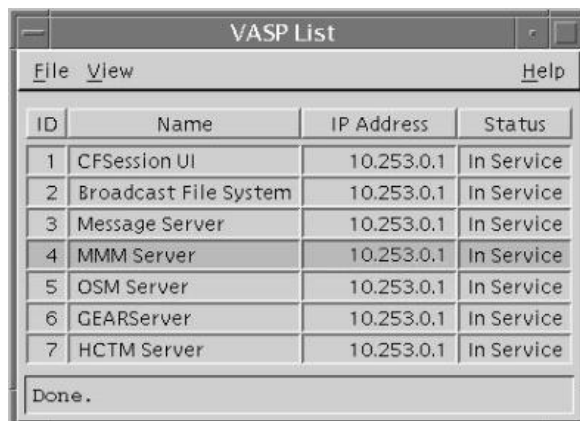 VASP List
File View Help
ID Name IP Address Status
1 CFSession UI 10.253.0.1 In Service
2 Broadcast File System 10.253.0.1 In Service
3 Message Server 10.253.0.1 In Service
4 MMM Server 10.253.0.1 In Service
5 OSM Server 10.253.0.1 In Service
6 GEARServer 10.253.0.1 In Service
7 HCTM Server 10.253.0.1 In Service
Done.